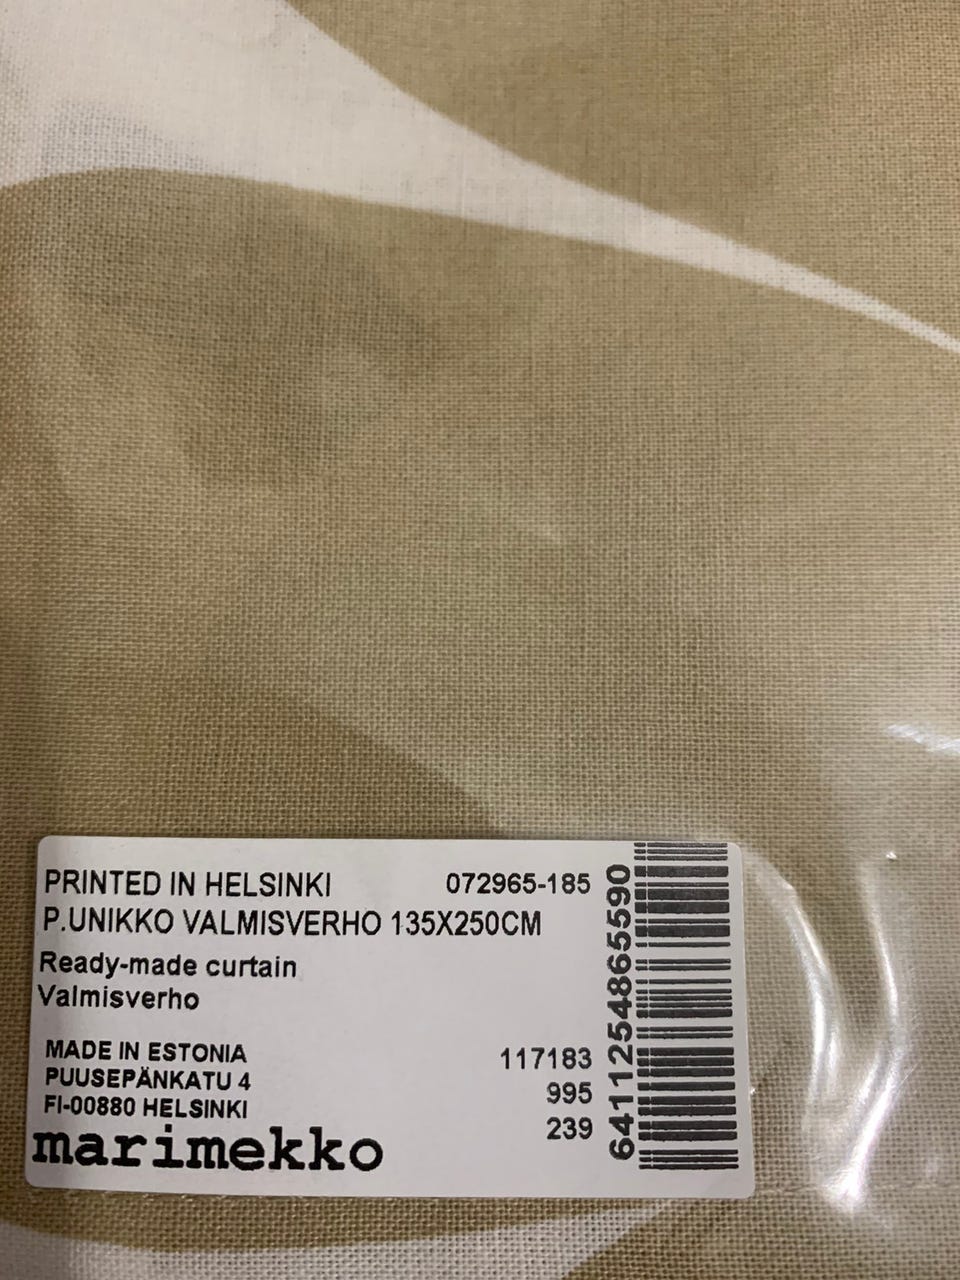 PRINTED IN HELSINKI 072965-185
P.UNIKKO VALMISVERHO 135X250CM
Ready-made curtain
Valmisverho
MADE IN ESTONIA 117183
PUUSEPÄNKATU 4 995
FI-00880 HELSINKI 239
marimekko
6411254865590